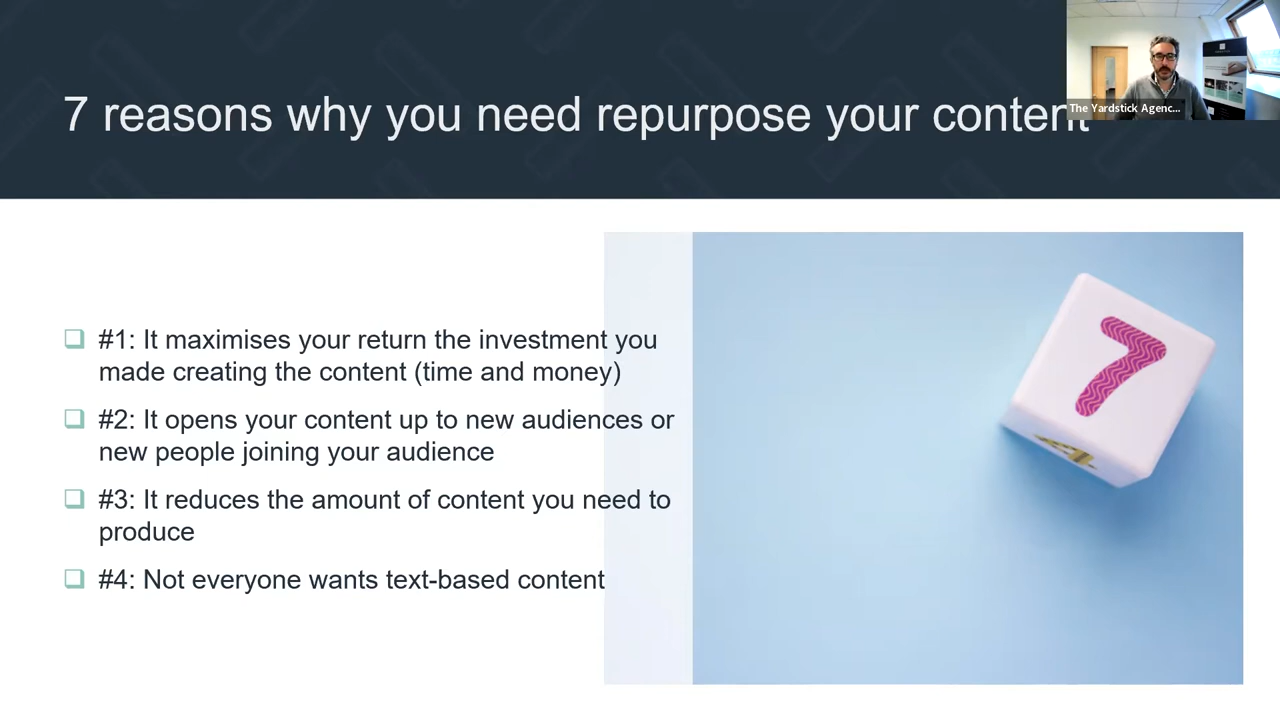 7 reasons why you need repurpose your content
The Yardstick Agenc...
#1: It maximises your return the investment you
made creating the content (time and money)
#2: It opens your content up to new audiences or
new people joining your audience
#3: It reduces the amount of content you need to
produce
#4: Not everyone wants text-based content
7
4